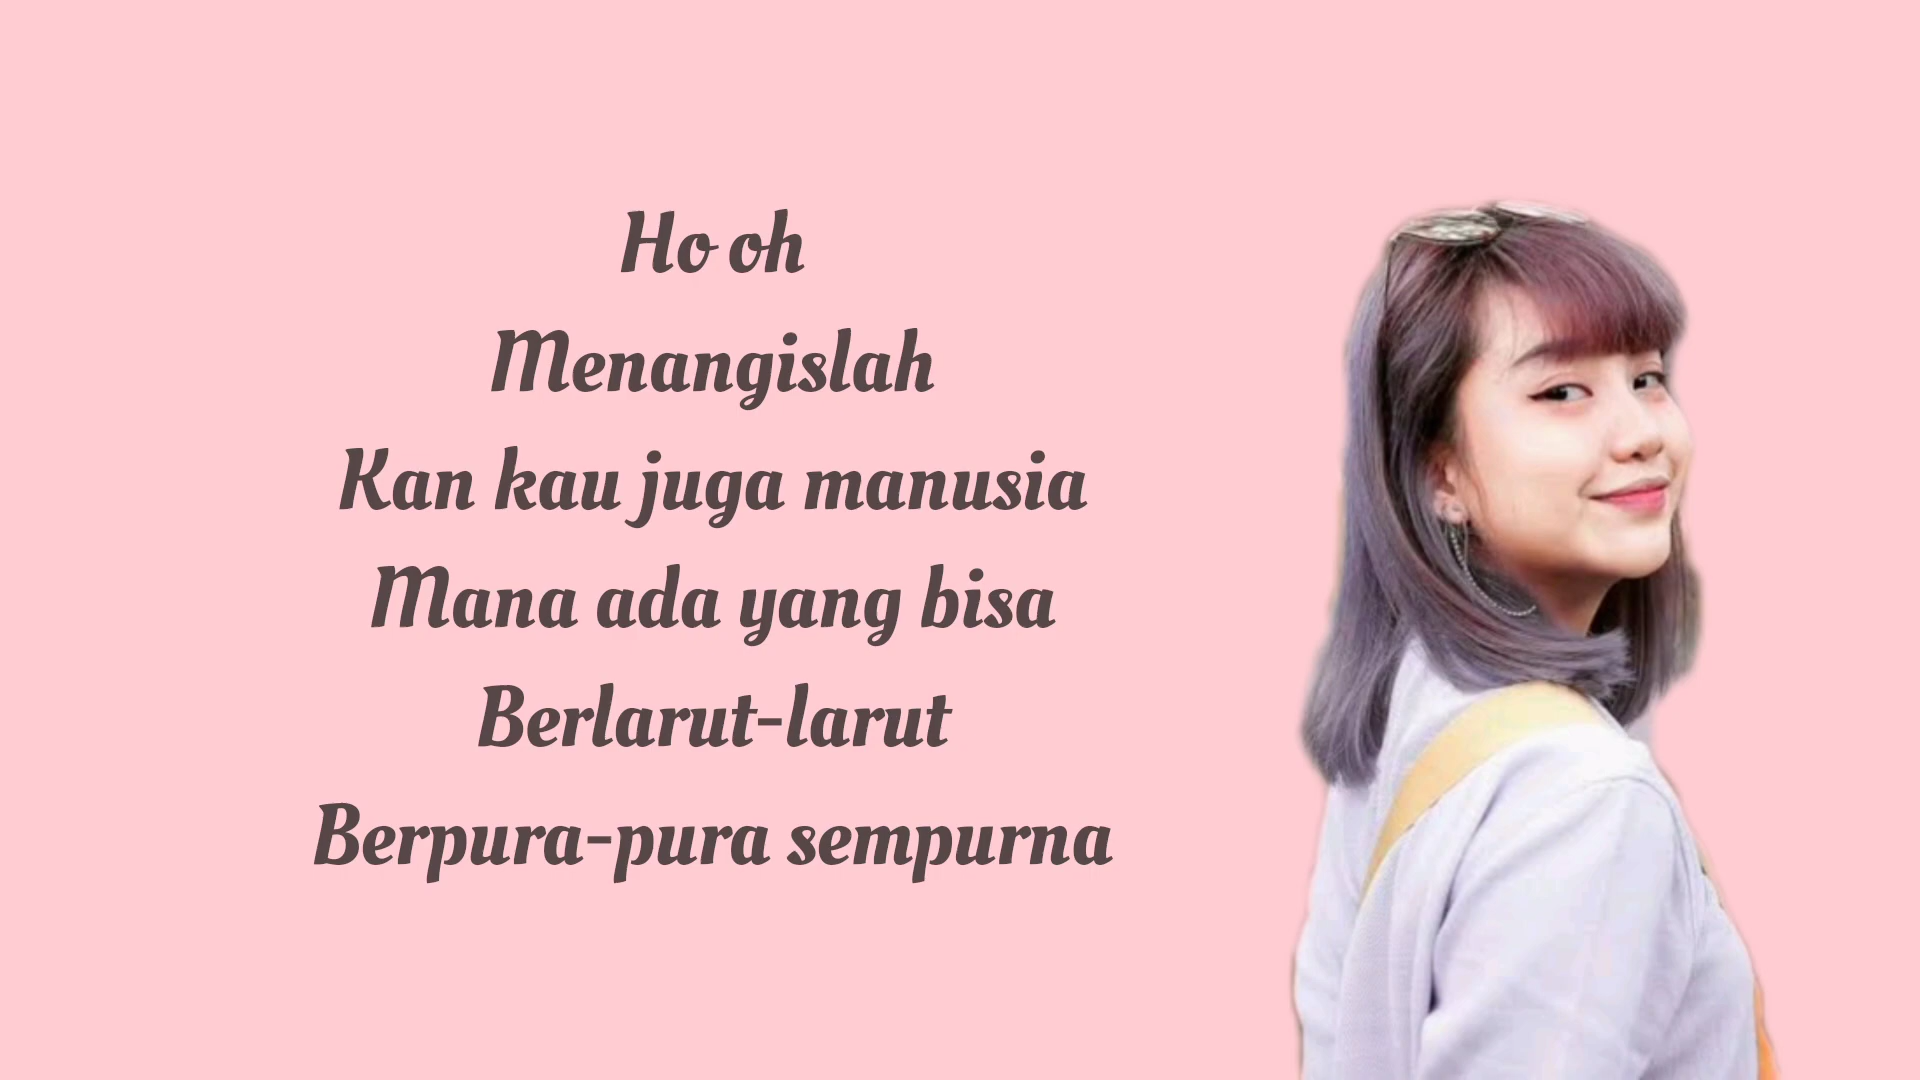 Ho oh
Menangislah
Kan kau juga manusia
Mana ada yang bisa
Berlarut-larut
Berpura-pura sempurna